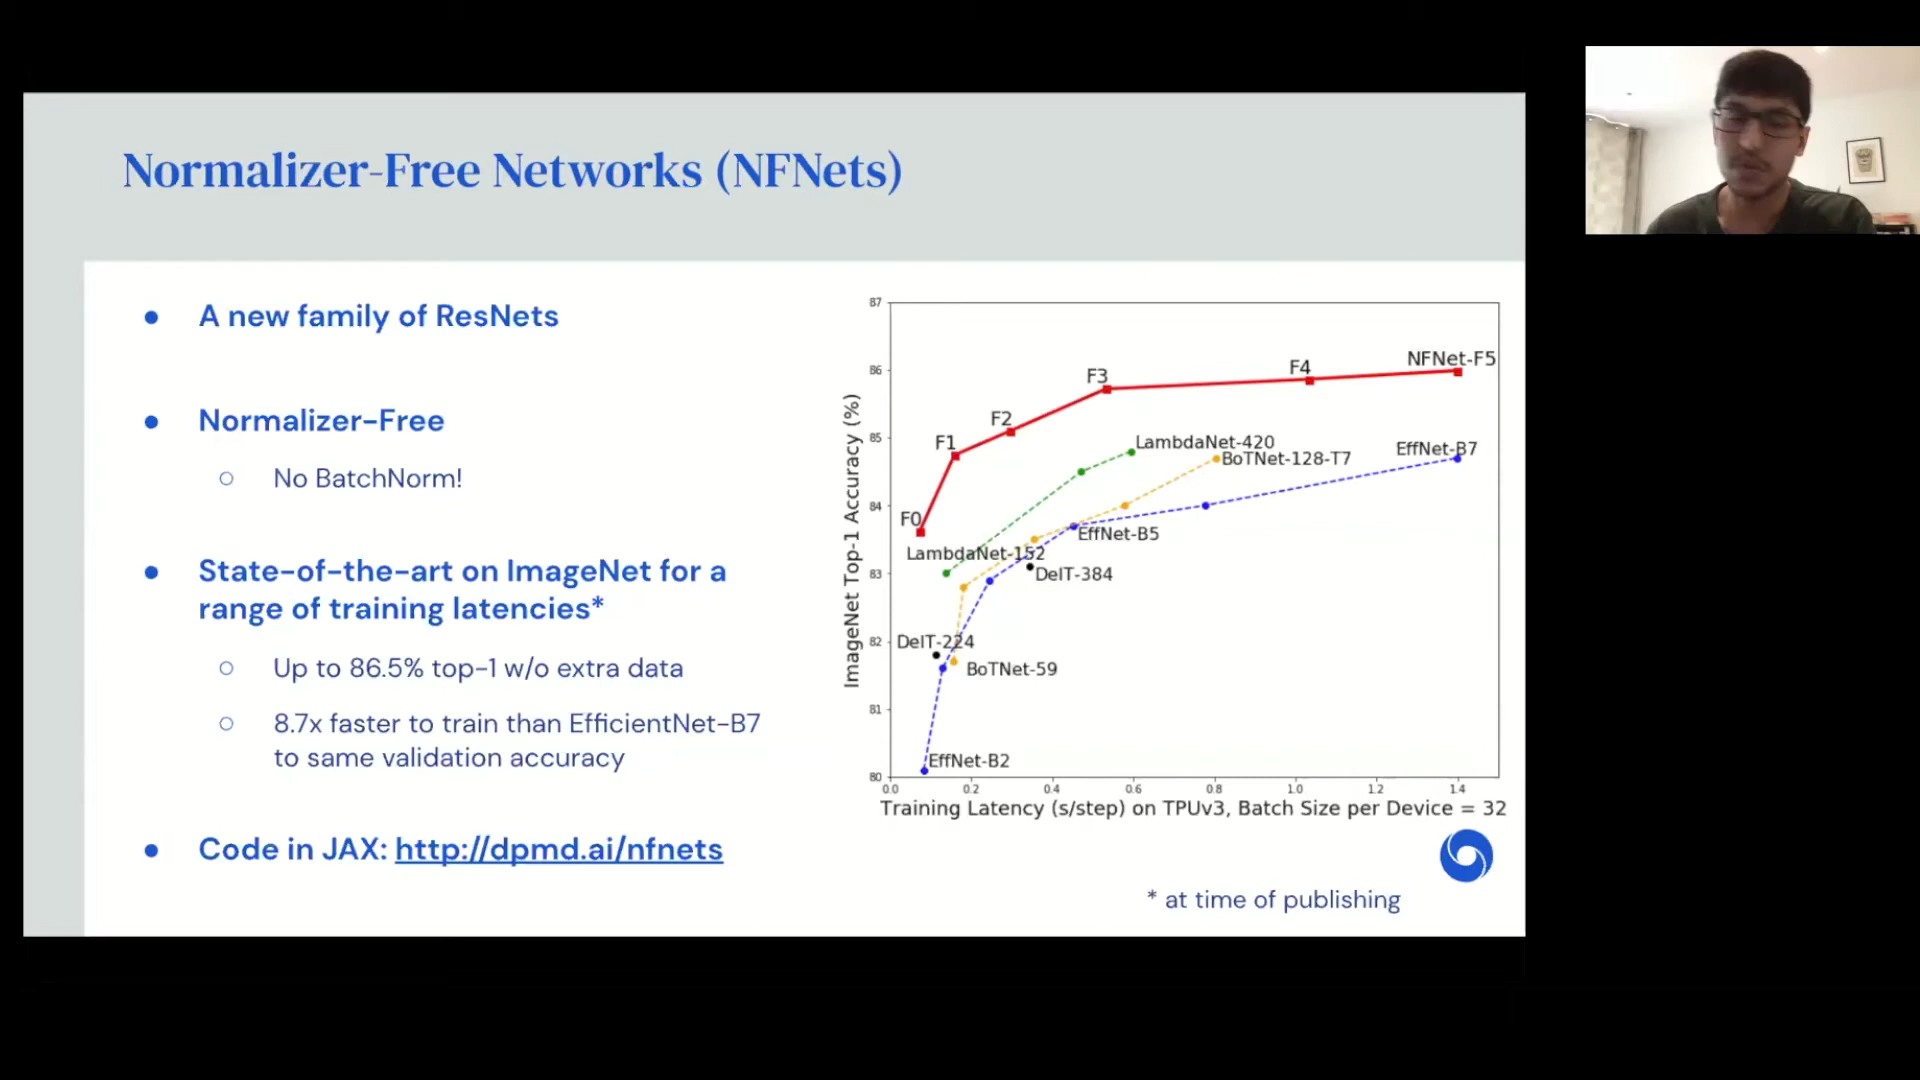 Normalizer-Free Networks (NFNets)
● A new family of ResNets
● Normalizer-Free
○ No BatchNorm!
● State-of-the-art on ImageNet for a
range of training latencies*
○ Up to 86.5% top-1 w/o extra data
○ 8.7x faster to train than EfficientNet-B7
to same validation accuracy
● Code in JAX: http://dpmd.ai/nfnets
ImageNet Top-1 Accuracy (%)
87
86
85
84
83
82
81
80
NFNet-F5
F4
F3
F2
F1
F0
LambdaNet-420
BoTNet-128-T7
EffNet-B7
EffNet-B5
LambdaNet-152
DeIT-384
DeIT-224
BoTNet-59
EffNet-B2
0.0 0.2 0.4 0.6 0.8 1.0 1.2 1.4
Training Latency (s/step) on TPUv3, Batch Size per Device = 32
* at time of publishing